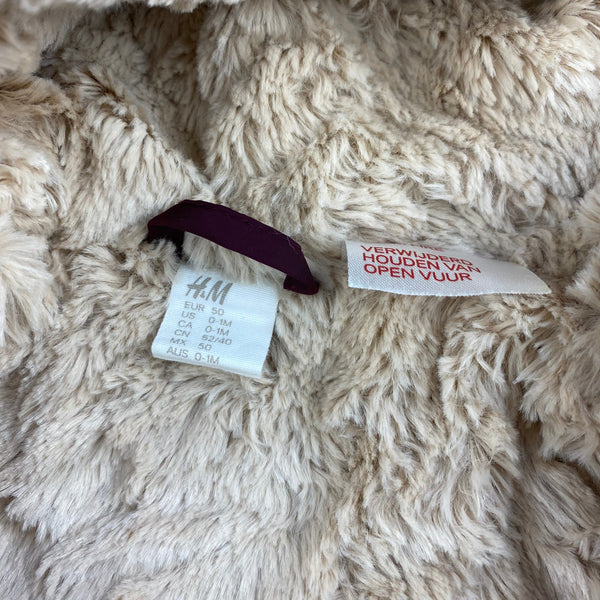 H&M
EUR 50
US 0-1M
CA 0-1M
CN 52/40
MX 50
AUS 0-1M
VERWIJDERD
HOUDEN VAN
OPEN VUUR